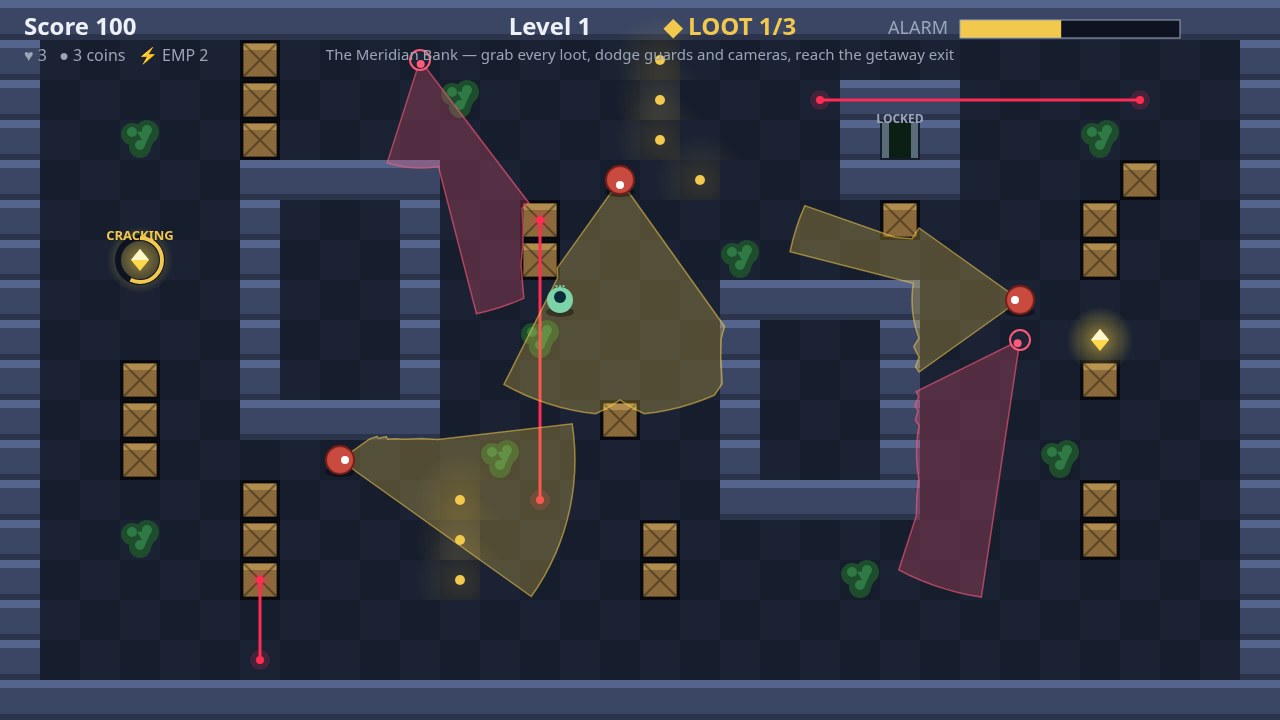 Score 100
Level 1
LOOT 1/3
ALARM
3
3 coins
EMP 2
The Meridian Bank — grab every loot, dodge guards and cameras, reach the getaway exit
LOCKED
CRACKING